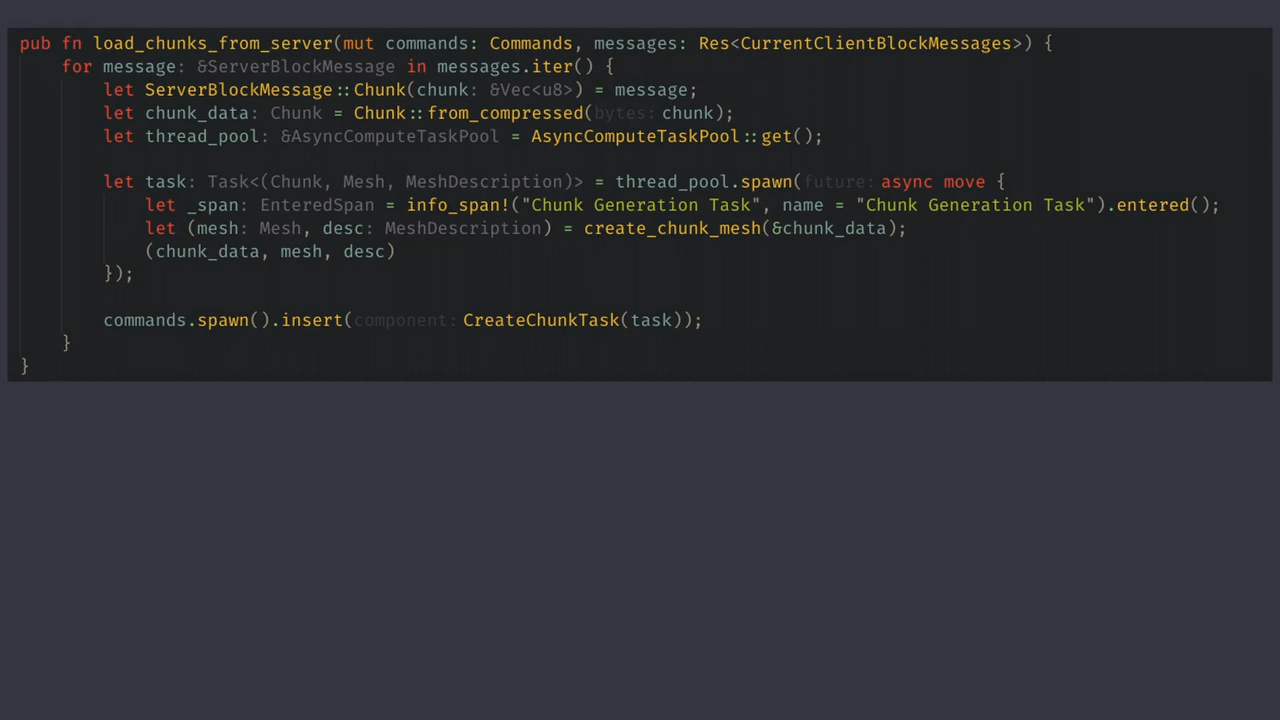 pub fn load_chunks_from_server(mut commands: Commands, messages: Res<CurrentClientBlockMessages>) {
for message: &ServerBlockMessage in messages.iter() {
let ServerBlockMessage::Chunk(chunk: &Vec<u8>) = message;
let chunk_data: Chunk = Chunk::from_compressed(bytes: chunk);
let thread_pool: &AsyncComputeTaskPool = AsyncComputeTaskPool::get();
let task: Task<(Chunk, Mesh, MeshDescription)> = thread_pool.spawn(future: async move {
let _span: EnteredSpan = info_span!("Chunk Generation Task", name = "Chunk Generation Task").entered();
let (mesh: Mesh, desc: MeshDescription) = create_chunk_mesh(&chunk_data);
(chunk_data, mesh, desc)
});
commands.spawn().insert(component: CreateChunkTask(task));
}
}